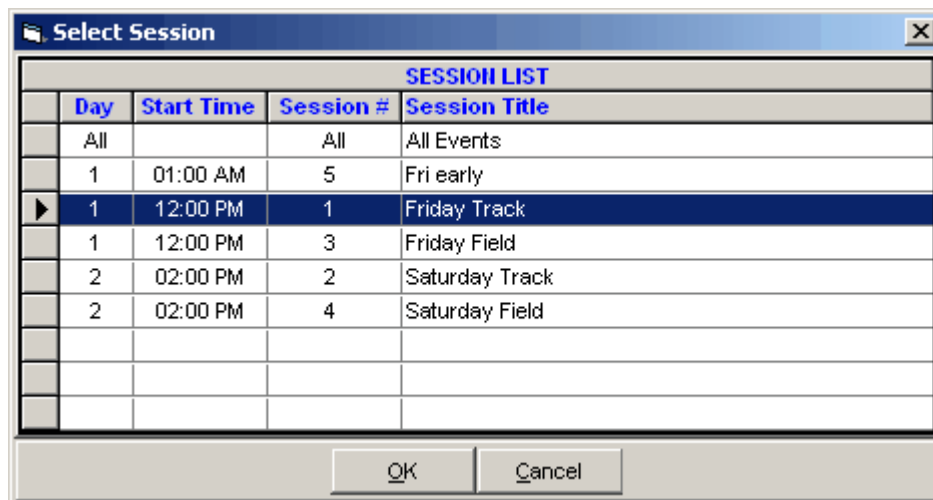 Select Session
SESSION LIST
Day Start Time Session # Session Title
All All All Events
1 01:00 AM 5 Fri early
1 12:00 PM 1 Friday Track
1 12:00 PM 3 Friday Field
2 02:00 PM 2 Saturday Track
2 02:00 PM 4 Saturday Field
OK Cancel